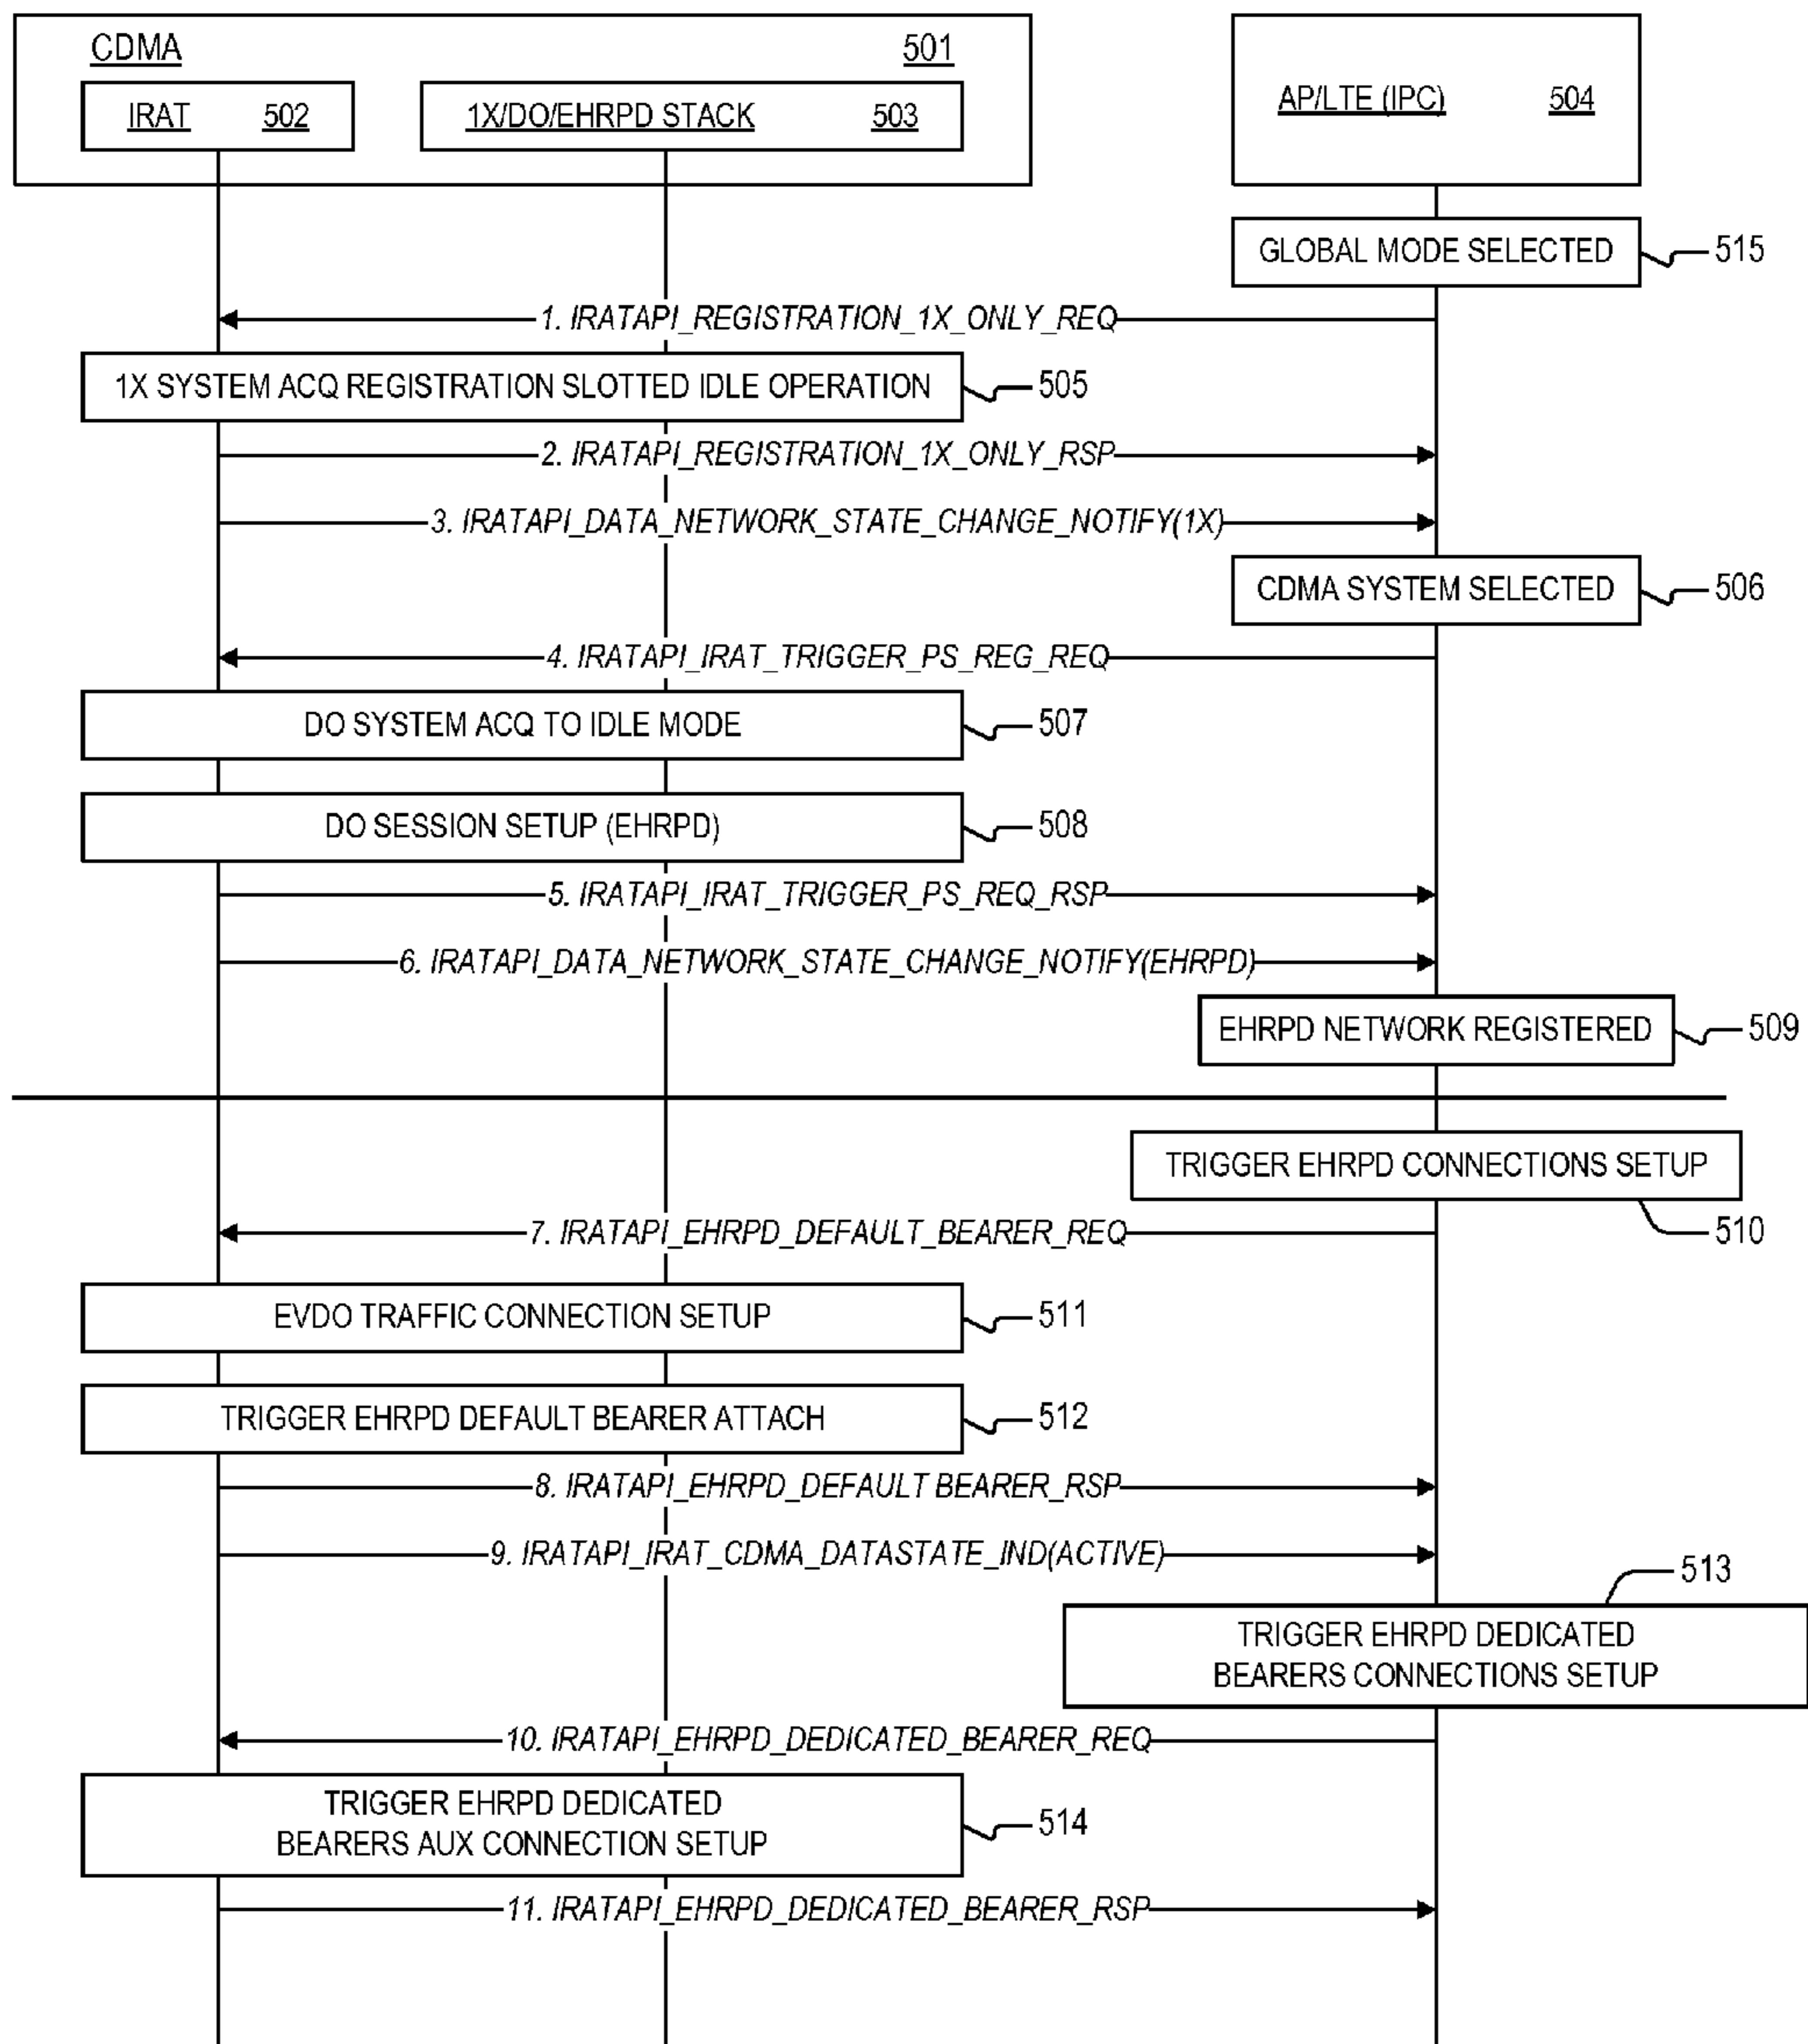 CDMA 501
IRAT 502
1X/DO/EHRPD STACK 503
AP/LTE (IPC) 504
GLOBAL MODE SELECTED 515
1. IRATAPI_REGISTRATION_1X_ONLY_REQ
1X SYSTEM ACQ REGISTRATION SLOTTED IDLE OPERATION 505
2. IRATAPI_REGISTRATION_1X_ONLY_RSP
3. IRATAPI_DATA_NETWORK_STATE_CHANGE_NOTIFY(1X)
CDMA SYSTEM SELECTED 506
4. IRATAPI_IRAT_TRIGGER_PS_REG_REQ
DO SYSTEM ACQ TO IDLE MODE 507
DO SESSION SETUP (EHRPD) 508
5. IRATAPI_IRAT_TRIGGER_PS_REQ_RSP
6. IRATAPI_DATA_NETWORK_STATE_CHANGE_NOTIFY(EHRPD)
EHRPD NETWORK REGISTERED 509
TRIGGER EHRPD CONNECTIONS SETUP
510
7. IRATAPI_EHRPD_DEFAULT_BEARER_REQ
EVDO TRAFFIC CONNECTION SETUP 511
TRIGGER EHRPD DEFAULT BEARER ATTACH 512
8. IRATAPI_EHRPD_DEFAULT BEARER_RSP
9. IRATAPI_IRAT_CDMA_DATASTATE_IND(ACTIVE)
513
TRIGGER EHRPD DEDICATED
BEARERS CONNECTIONS SETUP
10. IRATAPI_EHRPD_DEDICATED_BEARER_REQ
TRIGGER EHRPD DEDICATED
BEARERS AUX CONNECTION SETUP
514
11. IRATAPI_EHRPD_DEDICATED_BEARER_RSP